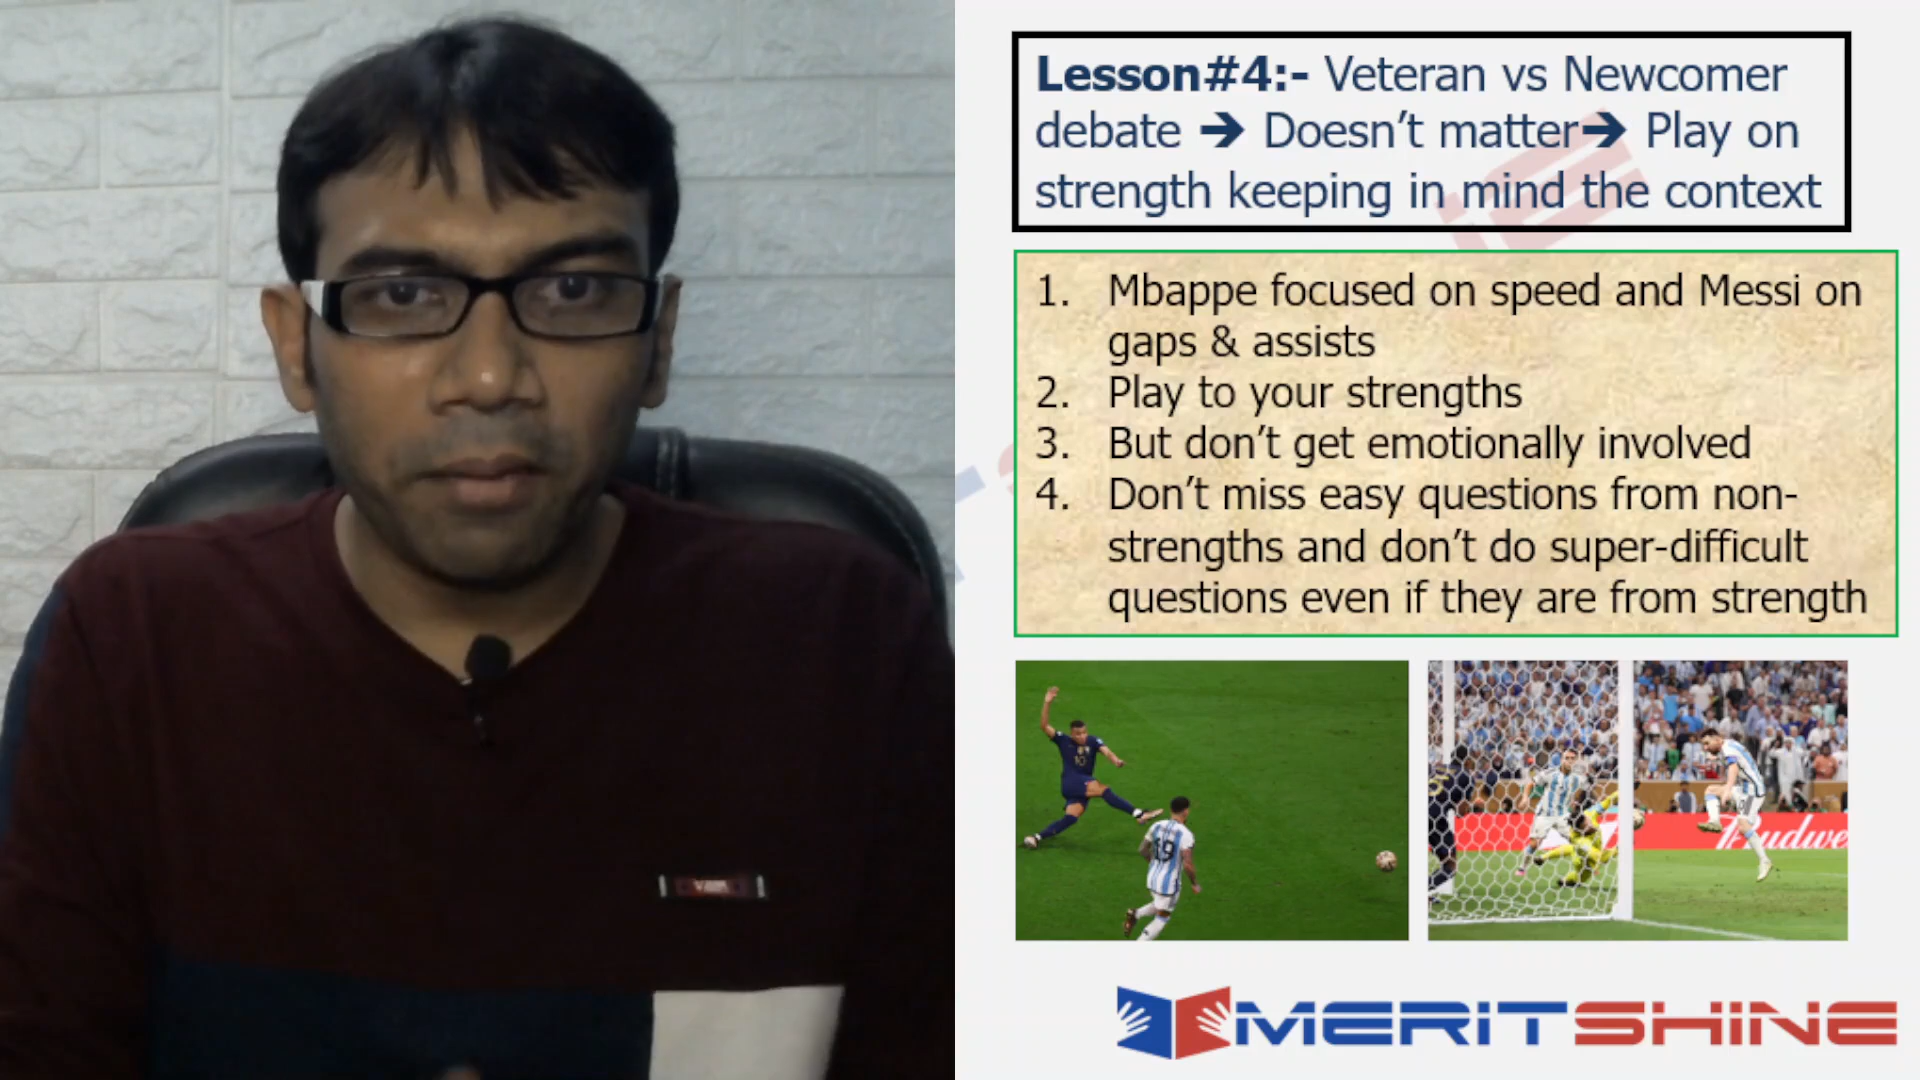 Lesson#4:- Veteran vs Newcomer
debate ➔ Doesn't matter➔ Play on
strength keeping in mind the context
1. Mbappe focused on speed and Messi on
gaps & assists
2. Play to your strengths
3. But don't get emotionally involved
4. Don't miss easy questions from non-
strengths and don't do super-difficult
questions even if they are from strength
10
19
Budwe
MERITSHINE